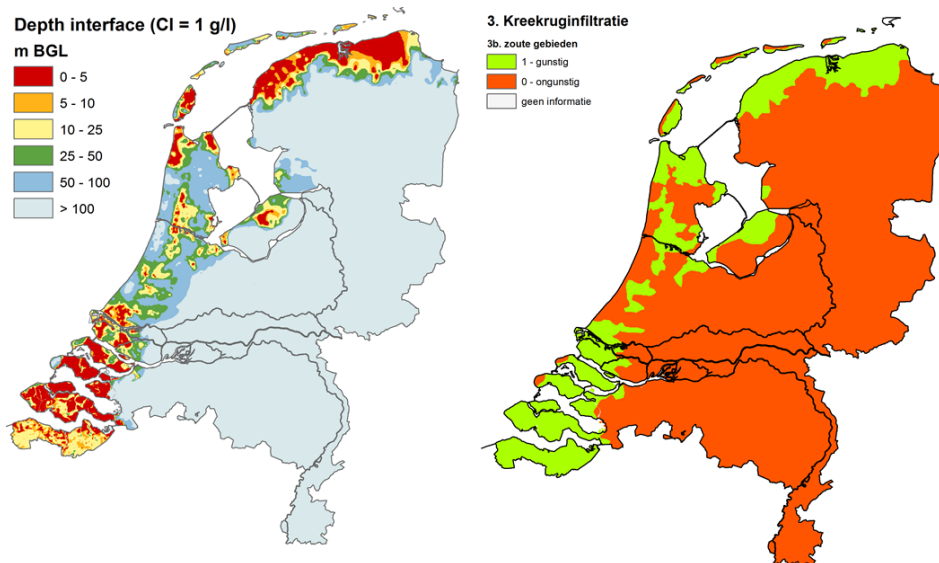 Depth interface (Cl = 1 g/l)
m BGL
0 - 5
5 - 10
10 - 25
25 - 50
50 - 100
> 100
3. Kreekruginfiltratie
3b. zoute gebieden
1 - gunstig
0 - ongunstig
geen informatie